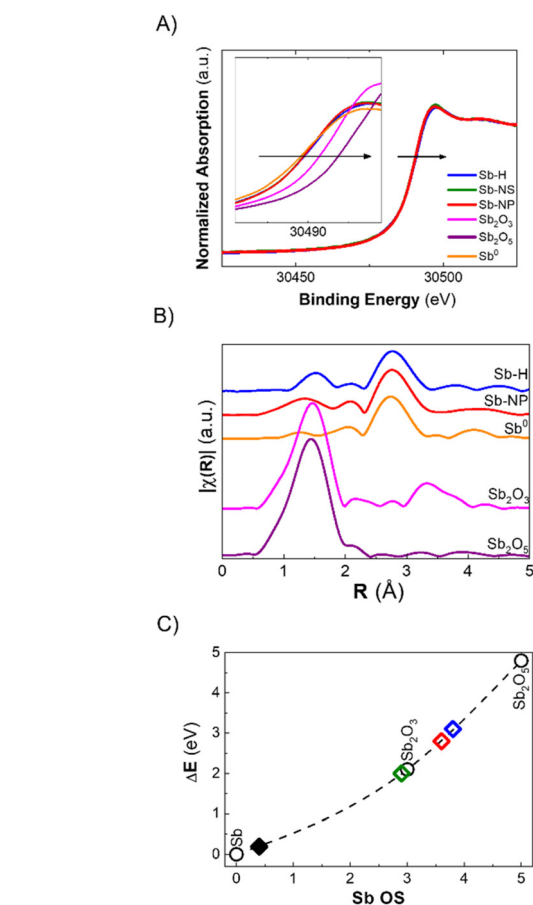 A)
Normalized Absorption (a.u.)
30490
Sb-H
Sb-NS
Sb-NP
Sb₂O₃
Sb₂O₅
Sb⁰
30450
30500
Binding Energy (eV)
B)
|χ(R)| (a.u.)
Sb-H
Sb-NP
Sb⁰
Sb₂O₃
Sb₂O₅
0 1 2 3 4 5
R (Å)
C)
ΔE (eV)
5
4
3
2
1
0
Sb
Sb₂O₃
Sb₂O₅
0 1 2 3 4 5
Sb OS